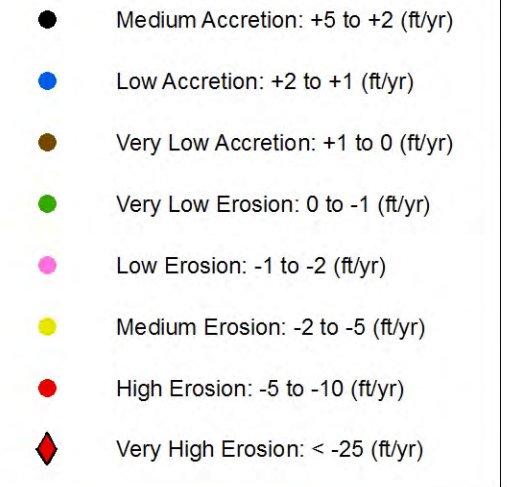 Medium Accretion: +5 to +2 (ft/yr)
Low Accretion: +2 to +1 (ft/yr)
Very Low Accretion: +1 to 0 (ft/yr)
Very Low Erosion: 0 to -1 (ft/yr)
Low Erosion: -1 to -2 (ft/yr)
Medium Erosion: -2 to -5 (ft/yr)
High Erosion: -5 to -10 (ft/yr)
Very High Erosion: < -25 (ft/yr)